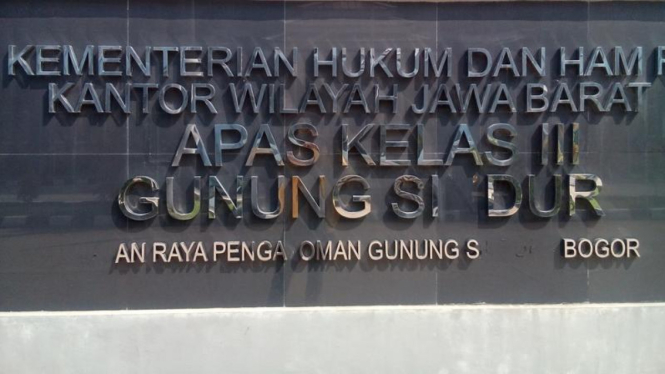 KEMENTERIAN HUKUM DAN HAM R
KANTOR WILAYAH JAWA BARAT
APAS KELAS III
GUNUNG SI DUR
AN RAYA PENGA OMAN GUNUNG S BOGOR